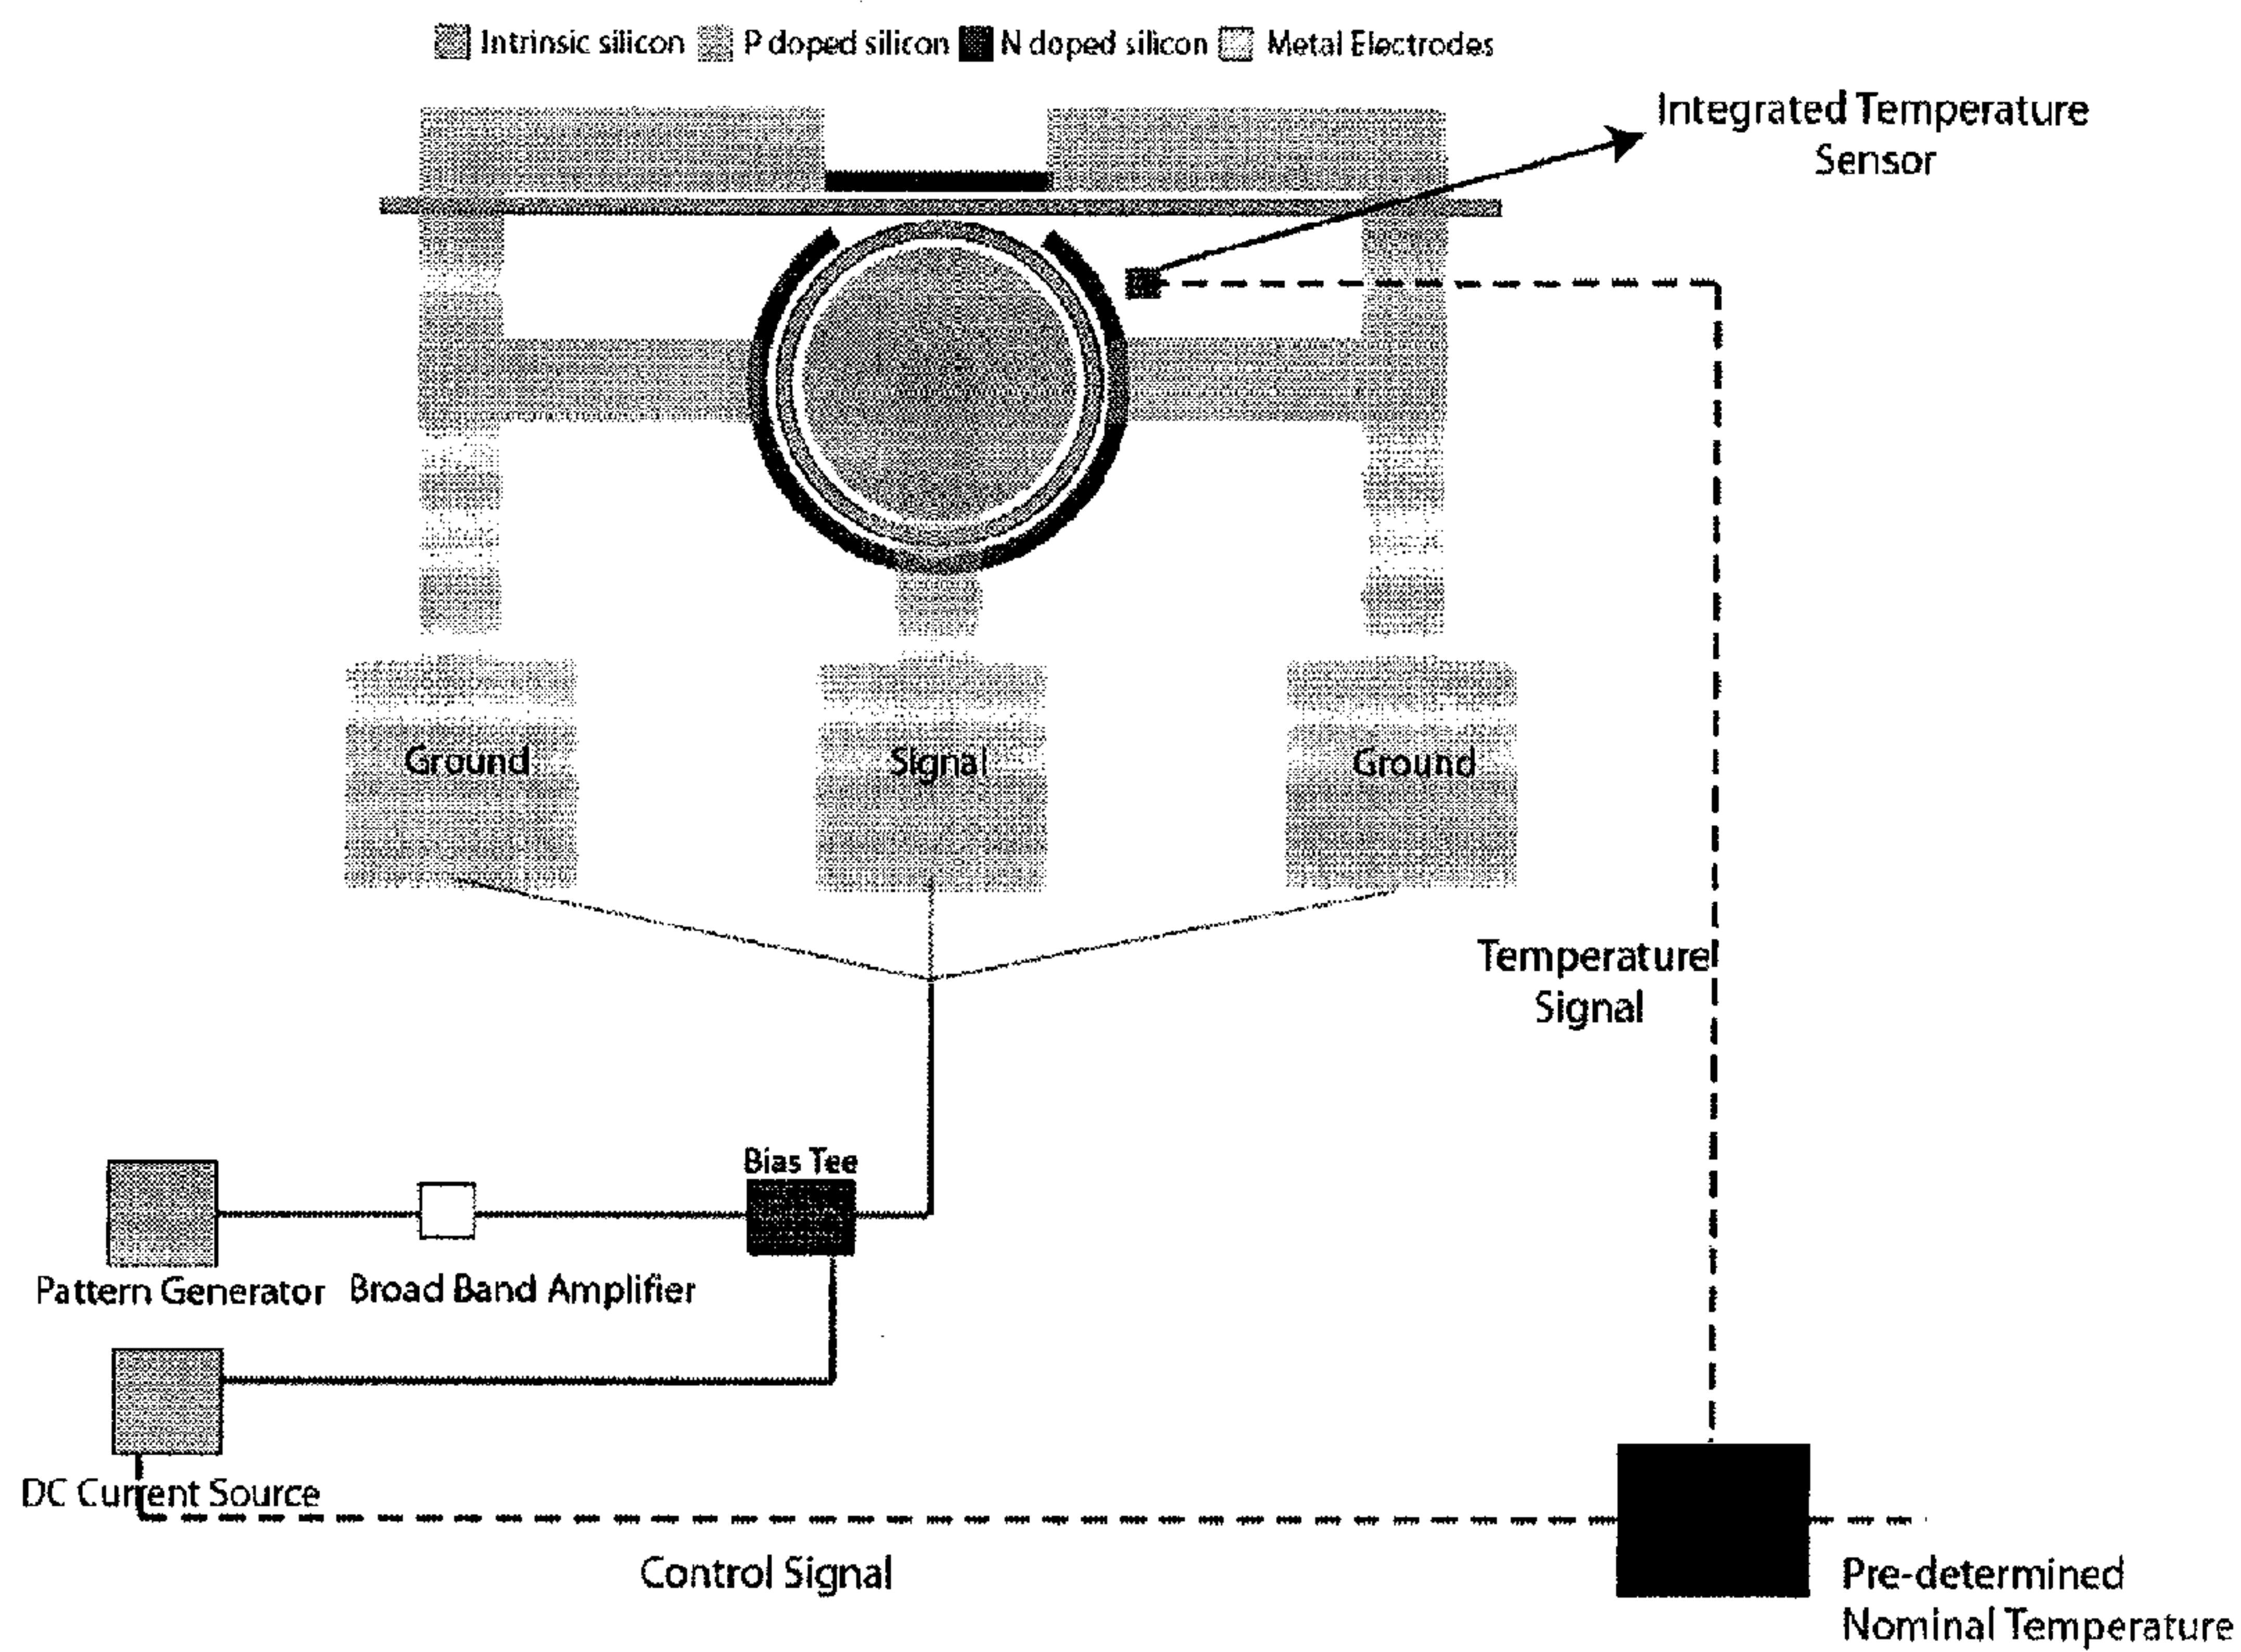 Intrinsic silicon P doped silicon N doped silicon Metal Electrodes
Integrated Temperature
Sensor
Ground
Signal
Ground
Temperature
Signal
Bias Tee
Pattern Generator
Broad Band Amplifier
DC Current Source
Control Signal
Pre-determined
Nominal Temperature